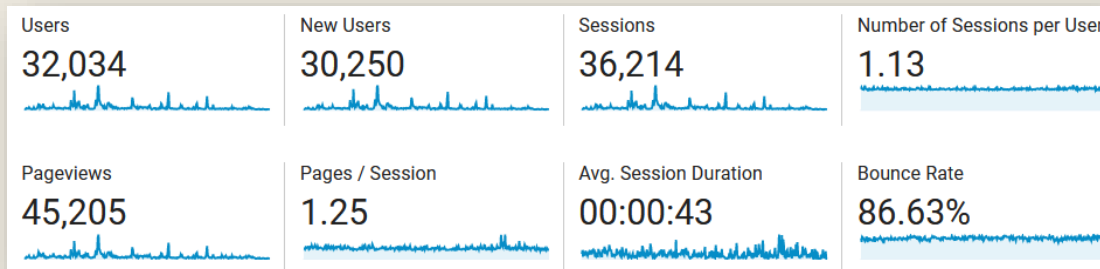 Users
32,034
New Users
30,250
Sessions
36,214
Number of Sessions per User
1.13
Pageviews
45,205
Pages / Session
1.25
Avg. Session Duration
00:00:43
Bounce Rate
86.63%